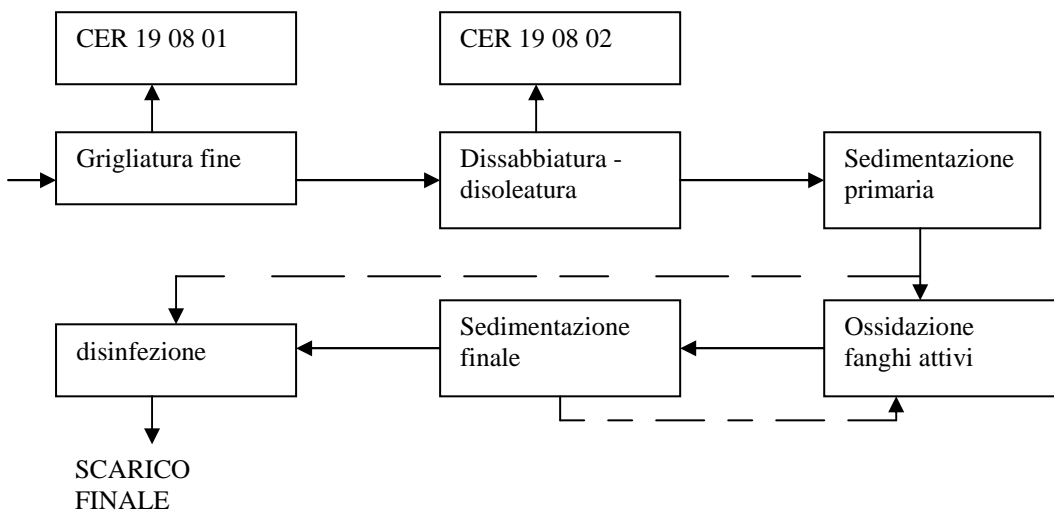 CER 19 08 01
CER 19 08 02
Grigliatura fine
Dissabbiatura -
disoleatura
Sedimentazione
primaria
disinfezione
Sedimentazione
finale
Ossidazione
fanghi attivi
SCARICO
FINALE